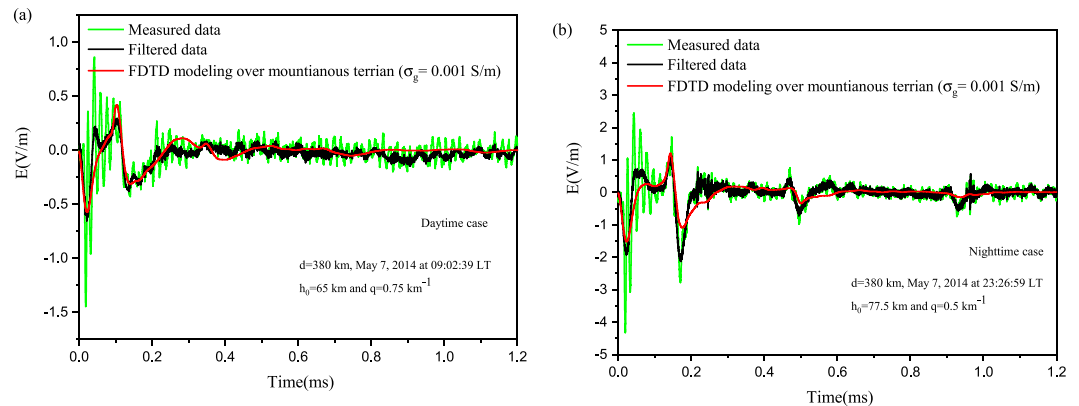 (a)
Measured data
Filtered data
FDTD modeling over mountianous terrian (σg= 0.001 S/m)
E(V/m)
1.0
0.5
0.0
-0.5
-1.0
-1.5
Daytime case
d=380 km, May 7, 2014 at 09:02:39 LT
h0=65 km and q=0.75 km-1
0.0 0.2 0.4 0.6 0.8 1.0 1.2
Time(ms)
(b)
Measured data
Filtered data
FDTD modeling over mountianous terrian (σg= 0.001 S/m)
E(V/m)
5
4
3
2
1
0
-1
-2
-3
-4
-5
Nighttime case
d=380 km, May 7, 2014 at 23:26:59 LT
h0=77.5 km and q=0.5 km-1
0.0 0.2 0.4 0.6 0.8 1.0 1.2
Time(ms)